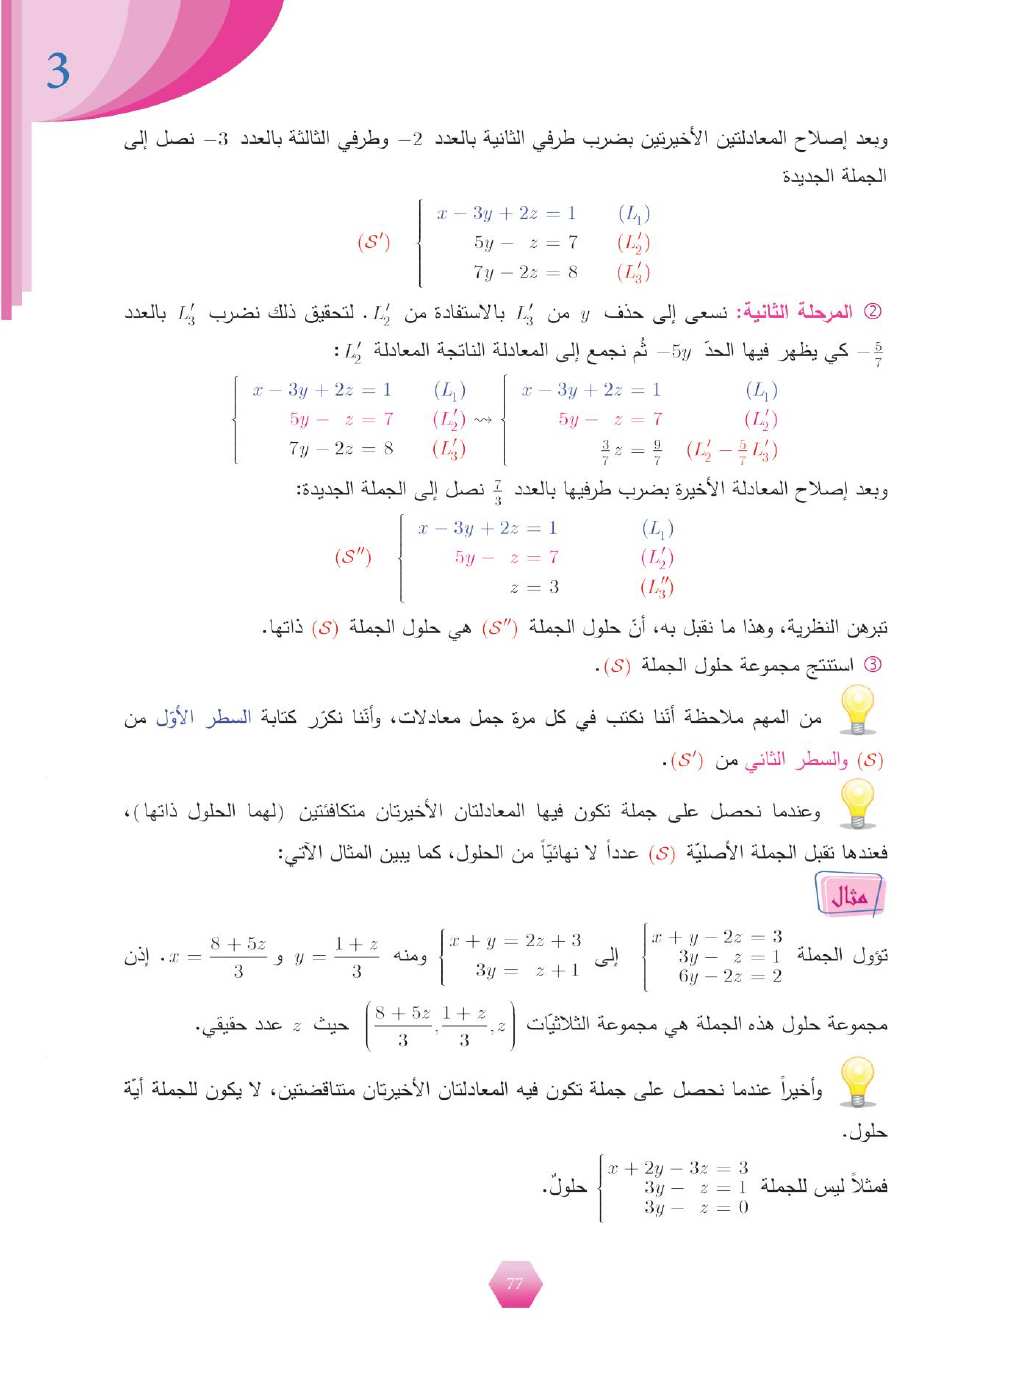 3
وبعد إصلاح المعادلتين الأخيرتين بضرب طرفي الثانية بالعدد −2 وطرفي الثالثة بالعدد −3 نصل إلى
الجملة الجديدة
(S′) { x − 3y + 2z = 1 (L₁)
5y − z = 7 (L′₂)
7y − 2z = 8 (L′₃)
② المرحلة الثانية: نسعى إلى حذف y من L′₃ بالاستفادة من L′₂. لتحقيق ذلك نضرب L′₃ بالعدد
−5/7 كي يظهر فيها الحدّ −5y ثُم نجمع إلى المعادلة الناتجة المعادلة L′₂:
{ x − 3y + 2z = 1 (L₁) { x − 3y + 2z = 1 (L₁)
5y − z = 7 (L′₂) ⇝ 5y − z = 7 (L′₂)
7y − 2z = 8 (L′₃) 3/7 z = 9/7 (L′₂ − 5/7 L′₃)
وبعد إصلاح المعادلة الأخيرة بضرب طرفيها بالعدد 7/3 نصل إلى الجملة الجديدة:
(S″) { x − 3y + 2z = 1 (L₁)
5y − z = 7 (L′₂)
z = 3 (L″₃)
تبرهن النظرية، وهذا ما نقبل به، أنّ حلول الجملة (S″) هي حلول الجملة (S) ذاتها.
③ استنتج مجموعة حلول الجملة (S).
من المهم ملاحظة أنّنا نكتب في كل مرة جمل معادلات، وأنّنا نكرّر كتابة السطر الأوّل من
(S) والسطر الثاني من (S′).
وعندما نحصل على جملة تكون فيها المعادلتان الأخيرتان متكافئتين (لهما الحلول ذاتها)،
فعندها تقبل الجملة الأصليّة (S) عدداً لا نهائيّاً من الحلول، كما يبين المثال الآتي:
مثال
تؤول الجملة { x + y − 2z = 3 ; 3y − z = 1 ; 6y − 2z = 2 إلى { x + y = 2z + 3 ; 3y = z + 1 ومنه y = (1 + z)/3 و x = (8 + 5z)/3. إذن
مجموعة حلول هذه الجملة هي مجموعة الثلاثيّات ((8 + 5z)/3, (1 + z)/3, z) حيث z عدد حقيقي.
وأخيراً عندما نحصل على جملة تكون فيه المعادلتان الأخيرتان متناقضتين، لا يكون للجملة أيّة
حلول.
فمثلاً ليس للجملة { x + 2y − 3z = 3 ; 3y − z = 1 ; 3y − z = 0 حلولٌ.
77